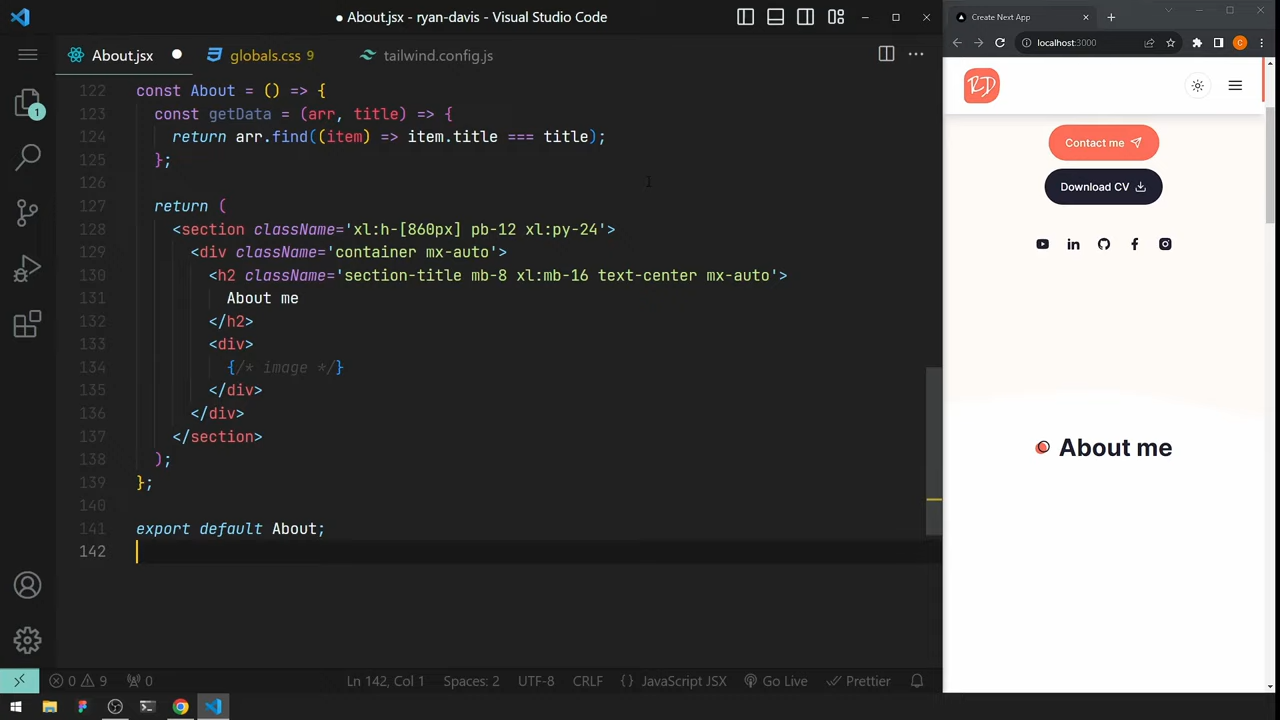 About.jsx - ryan-davis - Visual Studio Code
About.jsx
globals.css 9
tailwind.config.js
1
122 const About = () => {
123 const getData = (arr, title) => {
124 return arr.find((item) => item.title === title);
125 };
126
127 return (
128 <section className='xl:h-[860px] pb-12 xl:py-24'>
129 <div className='container mx-auto'>
130 <h2 className='section-title mb-8 xl:mb-16 text-center mx-auto'>
131 About me
132 </h2>
133 <div>
134 {/* image */}
135 </div>
136 </div>
137 </section>
138 );
139 };
140
141 export default About;
142
0 9 0
Ln 142, Col 1 Spaces: 2 UTF-8 CRLF {} JavaScript JSX Go Live Prettier
Create Next App
localhost:3000
C
RD
Contact me
Download CV
About me